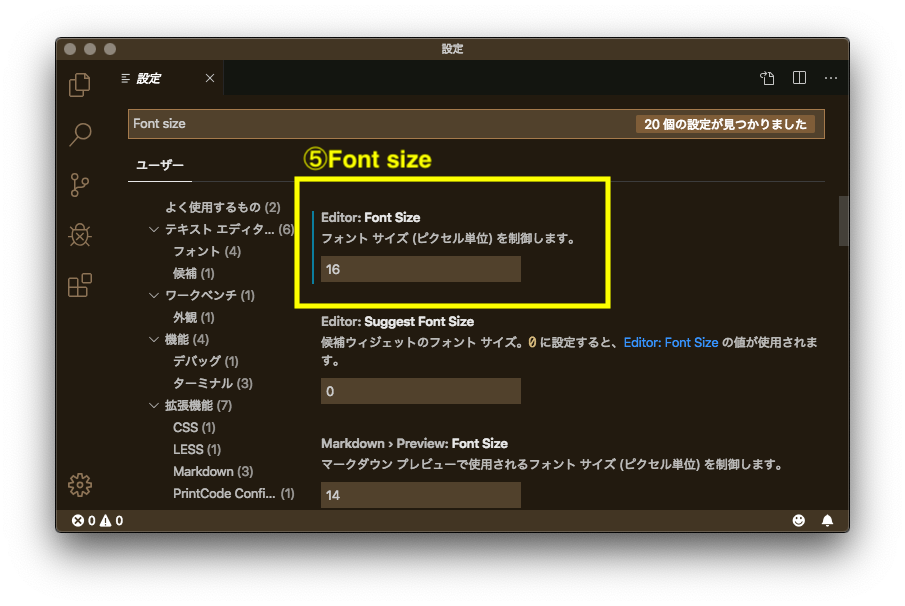 設定
設定
Font size
20 個の設定が見つかりました
ユーザー
⑤Font size
よく使用するもの (2)
テキスト エディタ... (6)
フォント (4)
候補 (1)
ワークベンチ (1)
外観 (1)
機能 (4)
デバッグ (1)
ターミナル (3)
拡張機能 (7)
CSS (1)
LESS (1)
Markdown (3)
PrintCode Confi... (1)
Editor: Font Size
フォント サイズ (ピクセル単位) を制御します。
16
Editor: Suggest Font Size
候補ウィジェットのフォント サイズ。0 に設定すると、Editor: Font Size の値が使用されま
す。
0
Markdown › Preview: Font Size
マークダウン プレビューで使用されるフォント サイズ (ピクセル単位) を制御します。
14
0 0